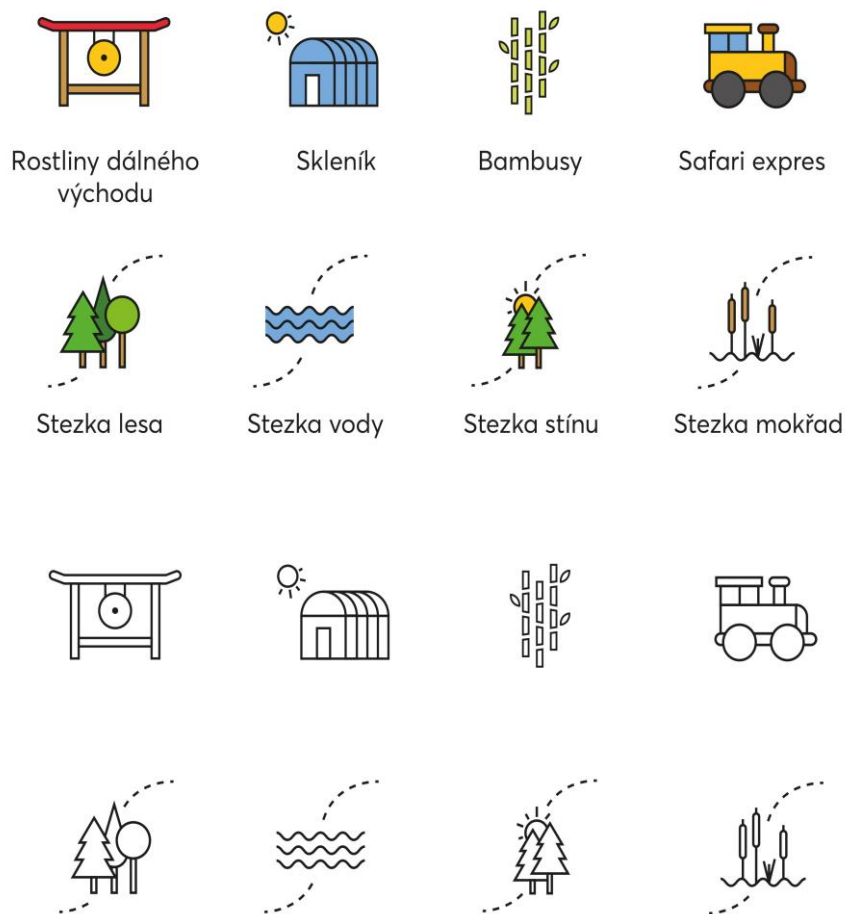 Rostliny dálného
východu
Skleník
Bambusy
Safari expres
Stezka lesa
Stezka vody
Stezka stínu
Stezka mokřad